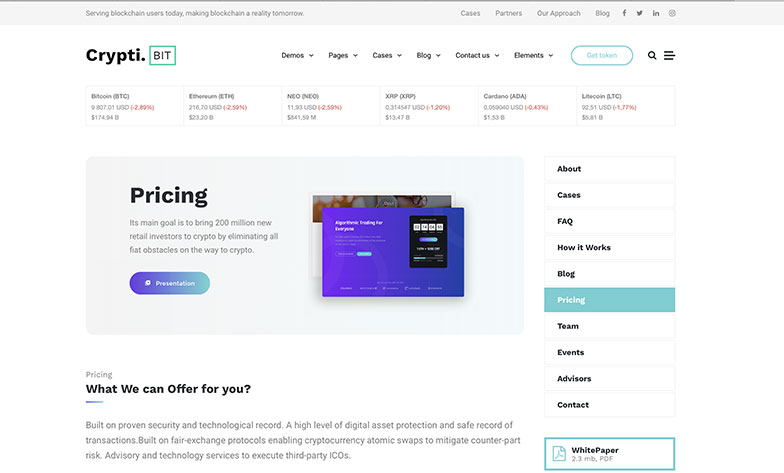 Serving blockchain users today, making blockchain a reality tomorrow.
Cases Partners Our Approach Blog
Crypti. BIT
Demos Pages Cases Blog Contact us Elements Get token
Bitcoin (BTC) Ethereum (ETH) NEO (NEO) XRP (XRP) Cardano (ADA) Litecoin (LTC)
9 807,01 USD (-2,89%) 216,70 USD (-2,59%) 11,93 USD (-2,59%) 0,314547 USD (-1,20%) 0,059040 USD (-0,43%) 92,51 USD (-1,77%)
$174.94 B $23,20 B $841,59 M $13,47 B $1,53 B $5,81 B
Pricing
Its main goal is to bring 200 million new
retail investors to crypto by eliminating all
fiat obstacles on the way to crypto.
Presentation
Algorithmic Trading For
Everyone
About
Cases
FAQ
How it Works
Blog
Pricing
Team
Events
Advisors
Contact
Pricing
What We can Offer for you?
Built on proven security and technological record. A high level of digital asset protection and safe record of
transactions.Built on fair-exchange protocols enabling cryptocurrency atomic swaps to mitigate counter-part
risk. Advisory and technology services to execute third-party ICOs.
WhitePaper
2.3 mb, PDF